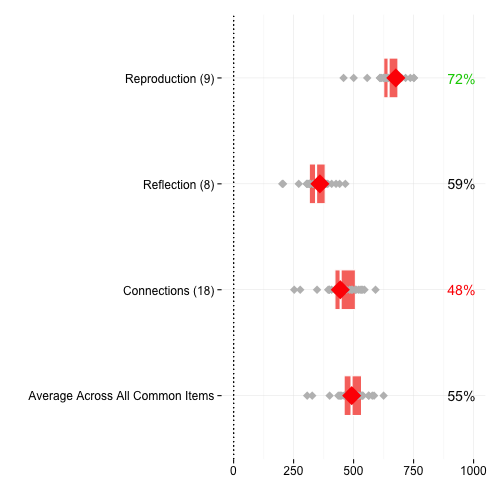 Reproduction (9) 72%
Reflection (8) 59%
Connections (18) 48%
Average Across All Common Items 55%
0 250 500 750 1000